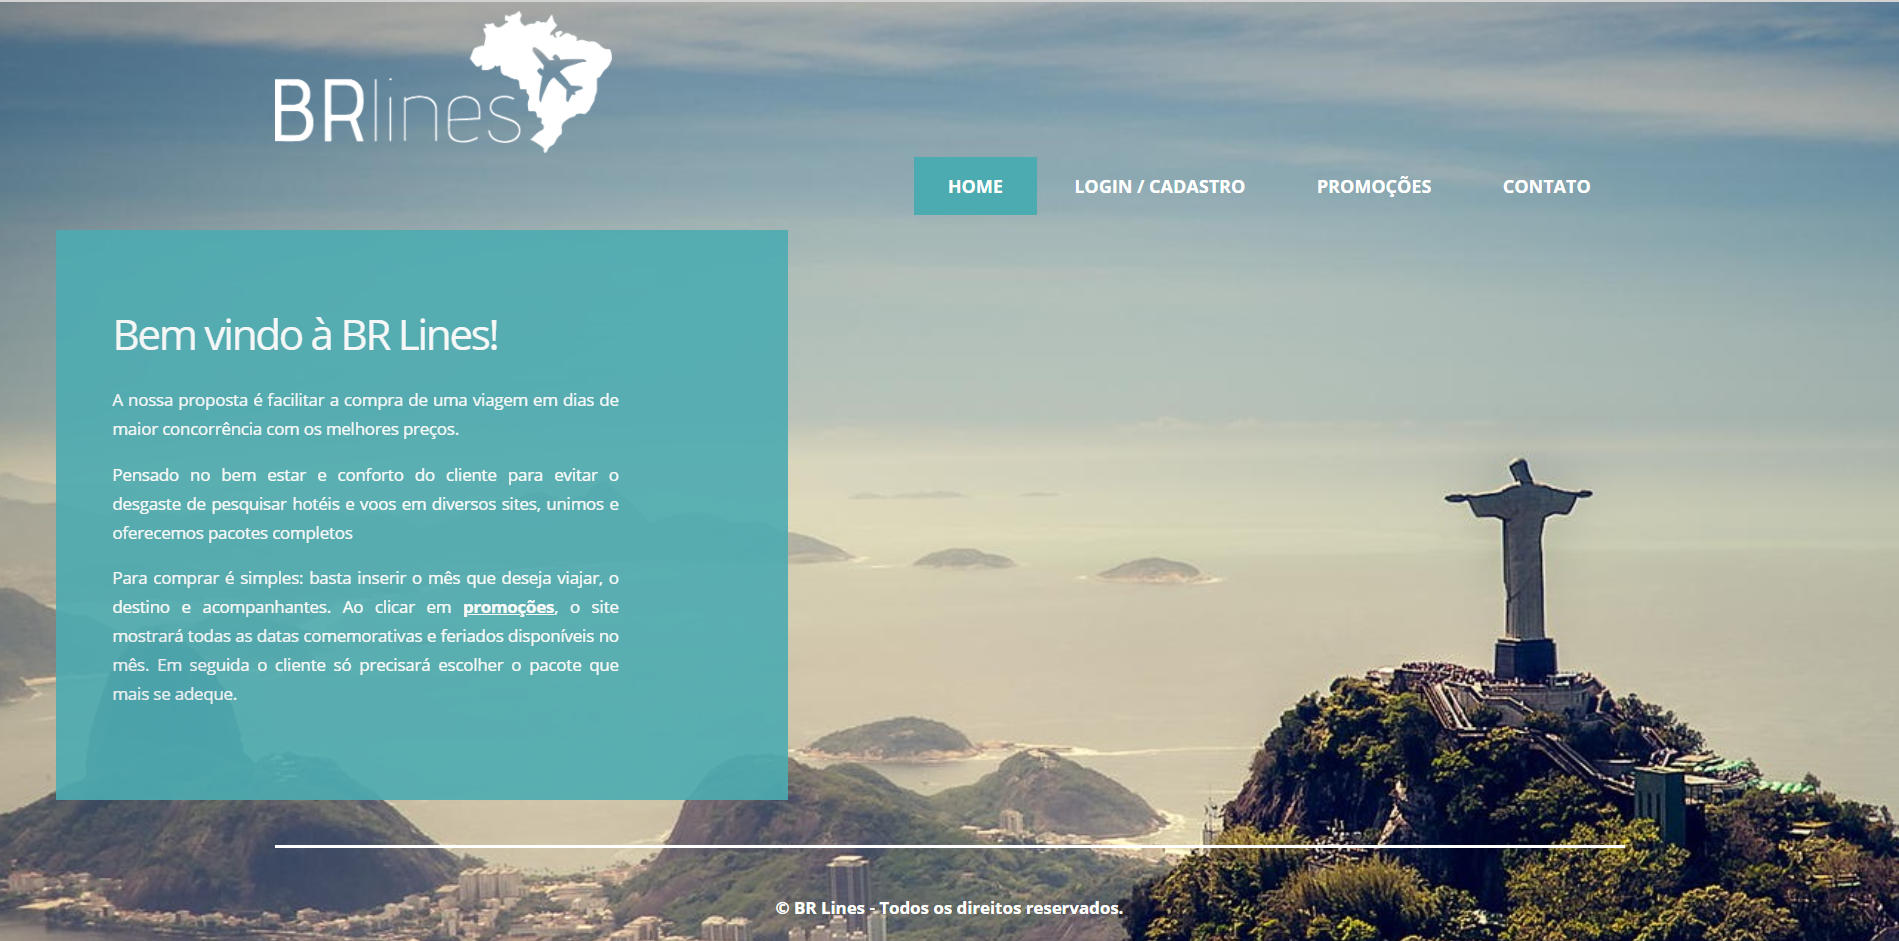 BRlines
HOME LOGIN / CADASTRO PROMOÇÕES CONTATO
Bem vindo à BR Lines!
A nossa proposta é facilitar a compra de uma viagem em dias de
maior concorrência com os melhores preços.
Pensado no bem estar e conforto do cliente para evitar o
desgaste de pesquisar hotéis e voos em diversos sites, unimos e
oferecemos pacotes completos
Para comprar é simples: basta inserir o mês que deseja viajar, o
destino e acompanhantes. Ao clicar em promoções, o site
mostrará todas as datas comemorativas e feriados disponíveis no
mês. Em seguida o cliente só precisará escolher o pacote que
mais se adeque.
© BR Lines - Todos os direitos reservados.